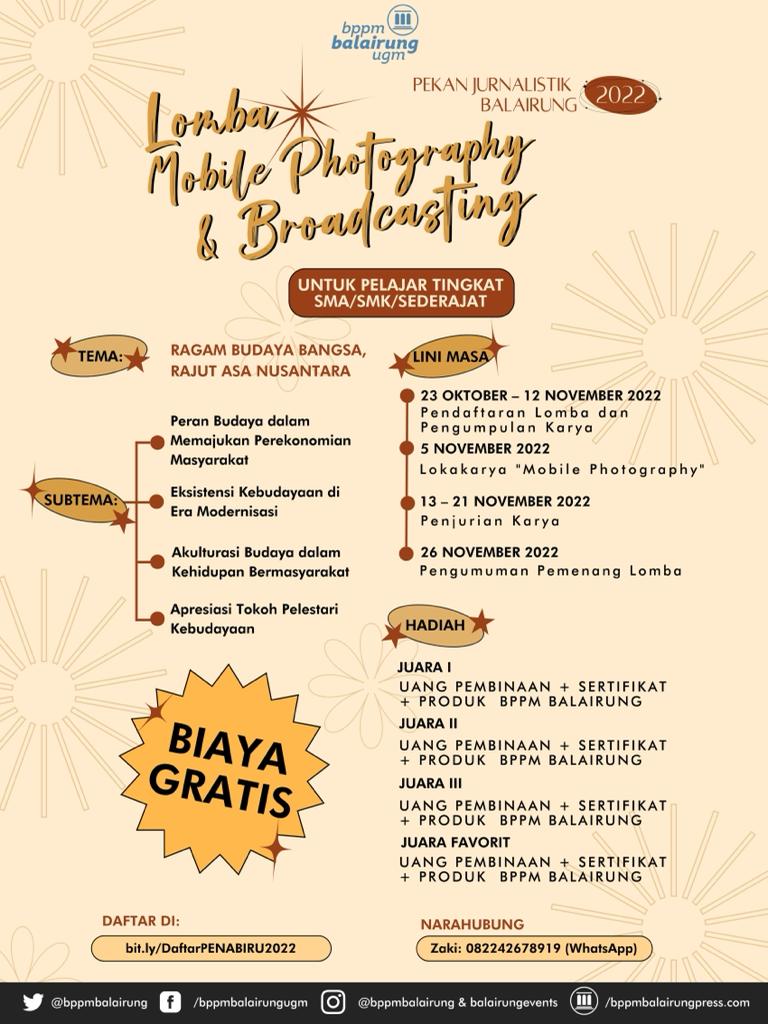 bppm
balairung
ugm
PEKAN JURNALISTIK
BALAIRUNG
2022
Lomba
Mobile Photography
& Broadcasting
UNTUK PELAJAR TINGKAT
SMA/SMK/SEDERAJAT
TEMA:
RAGAM BUDAYA BANGSA,
RAJUT ASA NUSANTARA
SUBTEMA:
Peran Budaya dalam
Memajukan Perekonomian
Masyarakat
Eksistensi Kebudayaan di
Era Modernisasi
Akulturasi Budaya dalam
Kehidupan Bermasyarakat
Apresiasi Tokoh Pelestari
Kebudayaan
BIAYA
GRATIS
LINI MASA
23 OKTOBER – 12 NOVEMBER 2022
Pendaftaran Lomba dan
Pengumpulan Karya
5 NOVEMBER 2022
Lokakarya "Mobile Photography"
13 – 21 NOVEMBER 2022
Penjurian Karya
26 NOVEMBER 2022
Pengumuman Pemenang Lomba
HADIAH
JUARA I
UANG PEMBINAAN + SERTIFIKAT
+ PRODUK BPPM BALAIRUNG
JUARA II
UANG PEMBINAAN + SERTIFIKAT
+ PRODUK BPPM BALAIRUNG
JUARA III
UANG PEMBINAAN + SERTIFIKAT
+ PRODUK BPPM BALAIRUNG
JUARA FAVORIT
UANG PEMBINAAN + SERTIFIKAT
+ PRODUK BPPM BALAIRUNG
DAFTAR DI:
bit.ly/DaftarPENABIRU2022
NARAHUBUNG
Zaki: 082242678919 (WhatsApp)
@bppmbalairung
/bppmbalairungugm
@bppmbalairung & balairungevents
/bppmbalairungpress.com